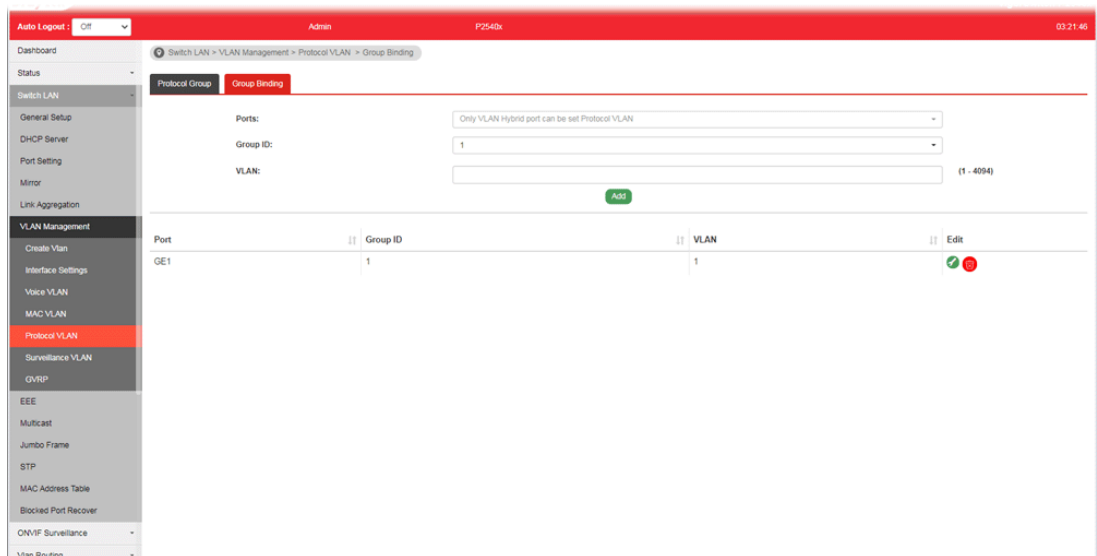 Auto Logout : Off Admin P2540x 03:21:46
Dashboard
Status
Switch LAN
General Setup
DHCP Server
Port Setting
Mirror
Link Aggregation
VLAN Management
Create Vlan
Interface Settings
Voice VLAN
MAC VLAN
Protocol VLAN
Surveillance VLAN
GVRP
EEE
Multicast
Jumbo Frame
STP
MAC Address Table
Blocked Port Recover
ONVIF Surveillance
Vlan Routing
Switch LAN > VLAN Management > Protocol VLAN > Group Binding
Protocol Group Group Binding
Ports: Only VLAN Hybrid port can be set Protocol VLAN
Group ID: 1
VLAN: (1 - 4094)
Add
Port Group ID VLAN Edit
GE1 1 1